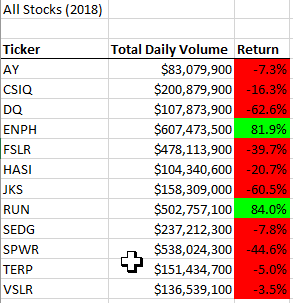 All Stocks (2018)
Ticker Total Daily Volume Return
AY $83,079,900 -7.3%
CSIQ $200,879,900 -16.3%
DQ $107,873,900 -62.6%
ENPH $607,473,500 81.9%
FSLR $478,113,900 -39.7%
HASI $104,340,600 -20.7%
JKS $158,309,000 -60.5%
RUN $502,757,100 84.0%
SEDG $237,212,300 -7.8%
SPWR $538,024,300 -44.6%
TERP $151,434,700 -5.0%
VSLR $136,539,100 -3.5%